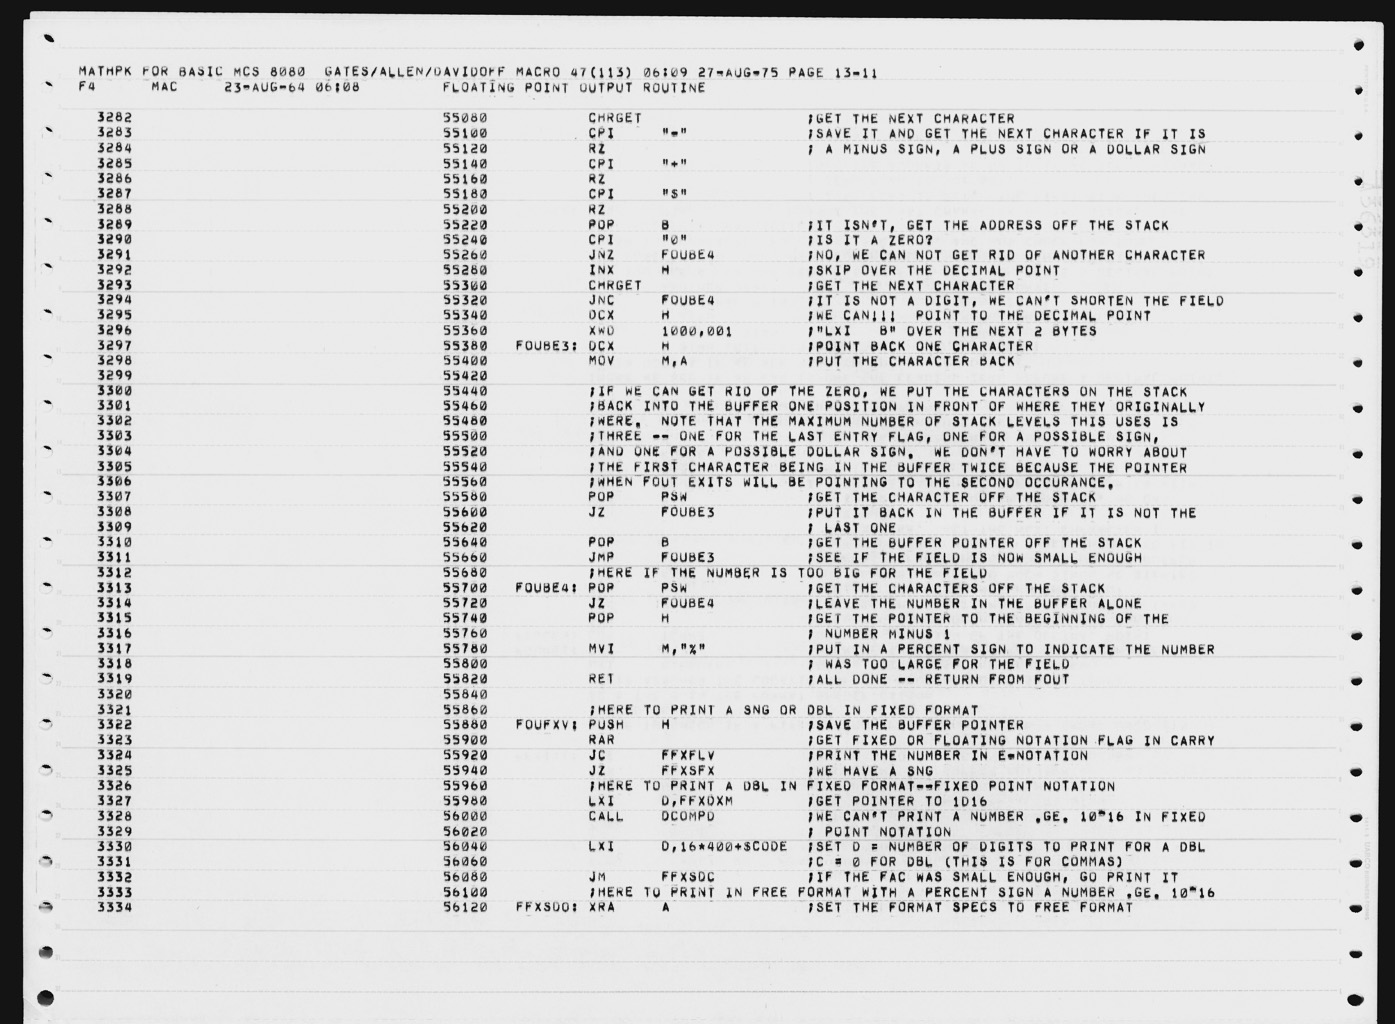 MATHPK FOR BASIC MCS 8080  GATES/ALLEN/DAVIDOFF MACRO 47(113) 06:09 27-AUG-75 PAGE 13-11
F4      MAC     23-AUG-64 06:08         FLOATING POINT OUTPUT ROUTINE
3282 55080 CHRGET ;GET THE NEXT CHARACTER
3283 55100 CPI "-" ;SAVE IT AND GET THE NEXT CHARACTER IF IT IS
3284 55120 RZ ; A MINUS SIGN, A PLUS SIGN OR A DOLLAR SIGN
3285 55140 CPI "+"
3286 55160 RZ
3287 55180 CPI "$"
3288 55200 RZ
3289 55220 POP B ;IT ISN'T, GET THE ADDRESS OFF THE STACK
3290 55240 CPI "0" ;IS IT A ZERO?
3291 55260 JNZ FOUBE4 ;NO, WE CAN NOT GET RID OF ANOTHER CHARACTER
3292 55280 INX H ;SKIP OVER THE DECIMAL POINT
3293 55300 CHRGET ;GET THE NEXT CHARACTER
3294 55320 JNC FOUBE4 ;IT IS NOT A DIGIT, WE CAN'T SHORTEN THE FIELD
3295 55340 DCX H ;WE CAN!!!  POINT TO THE DECIMAL POINT
3296 55360 XWD 1000,001 ;"LXI   B" OVER THE NEXT 2 BYTES
3297 55380 FOUBE3: DCX H ;POINT BACK ONE CHARACTER
3298 55400 MOV M,A ;PUT THE CHARACTER BACK
3299 55420
3300 55440 ;IF WE CAN GET RID OF THE ZERO, WE PUT THE CHARACTERS ON THE STACK
3301 55460 ;BACK INTO THE BUFFER ONE POSITION IN FRONT OF WHERE THEY ORIGINALLY
3302 55480 ;WERE.  NOTE THAT THE MAXIMUM NUMBER OF STACK LEVELS THIS USES IS
3303 55500 ;THREE -- ONE FOR THE LAST ENTRY FLAG, ONE FOR A POSSIBLE SIGN,
3304 55520 ;AND ONE FOR A POSSIBLE DOLLAR SIGN.  WE DON'T HAVE TO WORRY ABOUT
3305 55540 ;THE FIRST CHARACTER BEING IN THE BUFFER TWICE BECAUSE THE POINTER
3306 55560 ;WHEN FOUT EXITS WILL BE POINTING TO THE SECOND OCCURANCE.
3307 55580 POP PSW ;GET THE CHARACTER OFF THE STACK
3308 55600 JZ FOUBE3 ;PUT IT BACK IN THE BUFFER IF IT IS NOT THE
3309 55620 ; LAST ONE
3310 55640 POP B ;GET THE BUFFER POINTER OFF THE STACK
3311 55660 JMP FOUBE3 ;SEE IF THE FIELD IS NOW SMALL ENOUGH
3312 55680 ;HERE IF THE NUMBER IS TOO BIG FOR THE FIELD
3313 55700 FOUBE4: POP PSW ;GET THE CHARACTERS OFF THE STACK
3314 55720 JZ FOUBE4 ;LEAVE THE NUMBER IN THE BUFFER ALONE
3315 55740 POP H ;GET THE POINTER TO THE BEGINNING OF THE
3316 55760 ; NUMBER MINUS 1
3317 55780 MVI M,"%" ;PUT IN A PERCENT SIGN TO INDICATE THE NUMBER
3318 55800 ; WAS TOO LARGE FOR THE FIELD
3319 55820 RET ;ALL DONE -- RETURN FROM FOUT
3320 55840
3321 55860 ;HERE TO PRINT A SNG OR DBL IN FIXED FORMAT
3322 55880 FOUFXV: PUSH H ;SAVE THE BUFFER POINTER
3323 55900 RAR ;GET FIXED OR FLOATING NOTATION FLAG IN CARRY
3324 55920 JC FFXFLV ;PRINT THE NUMBER IN E-NOTATION
3325 55940 JZ FFXSFX ;WE HAVE A SNG
3326 55960 ;HERE TO PRINT A DBL IN FIXED FORMAT--FIXED POINT NOTATION
3327 55980 LXI D,FFXDXM ;GET POINTER TO 1D16
3328 56000 CALL DCOMPD ;WE CAN'T PRINT A NUMBER .GE. 10^16 IN FIXED
3329 56020 ; POINT NOTATION
3330 56040 LXI D,16*400+$CODE ;SET D = NUMBER OF DIGITS TO PRINT FOR A DBL
3331 56060 ;C = 0 FOR DBL (THIS IS FOR COMMAS)
3332 56080 JM FFXSDC ;IF THE FAC WAS SMALL ENOUGH, GO PRINT IT
3333 56100 ;HERE TO PRINT IN FREE FORMAT WITH A PERCENT SIGN A NUMBER .GE. 10^16
3334 56120 FFXSDO: XRA A ;SET THE FORMAT SPECS TO FREE FORMAT